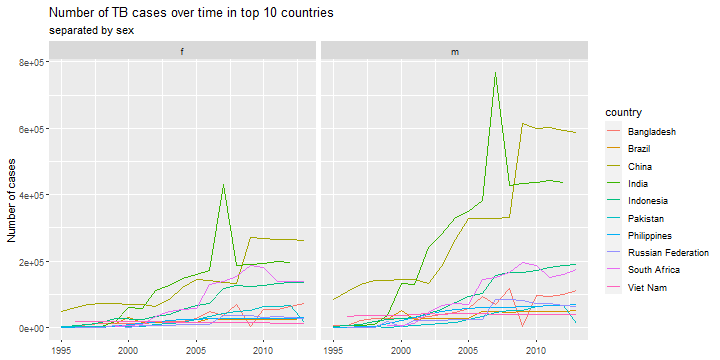 Number of TB cases over time in top 10 countries
separated by sex
f
m
8e+05
6e+05
4e+05
2e+05
0e+00
Number of cases
1995
2000
2005
2010
1995
2000
2005
2010
country
Bangladesh
Brazil
China
India
Indonesia
Pakistan
Philippines
Russian Federation
South Africa
Viet Nam